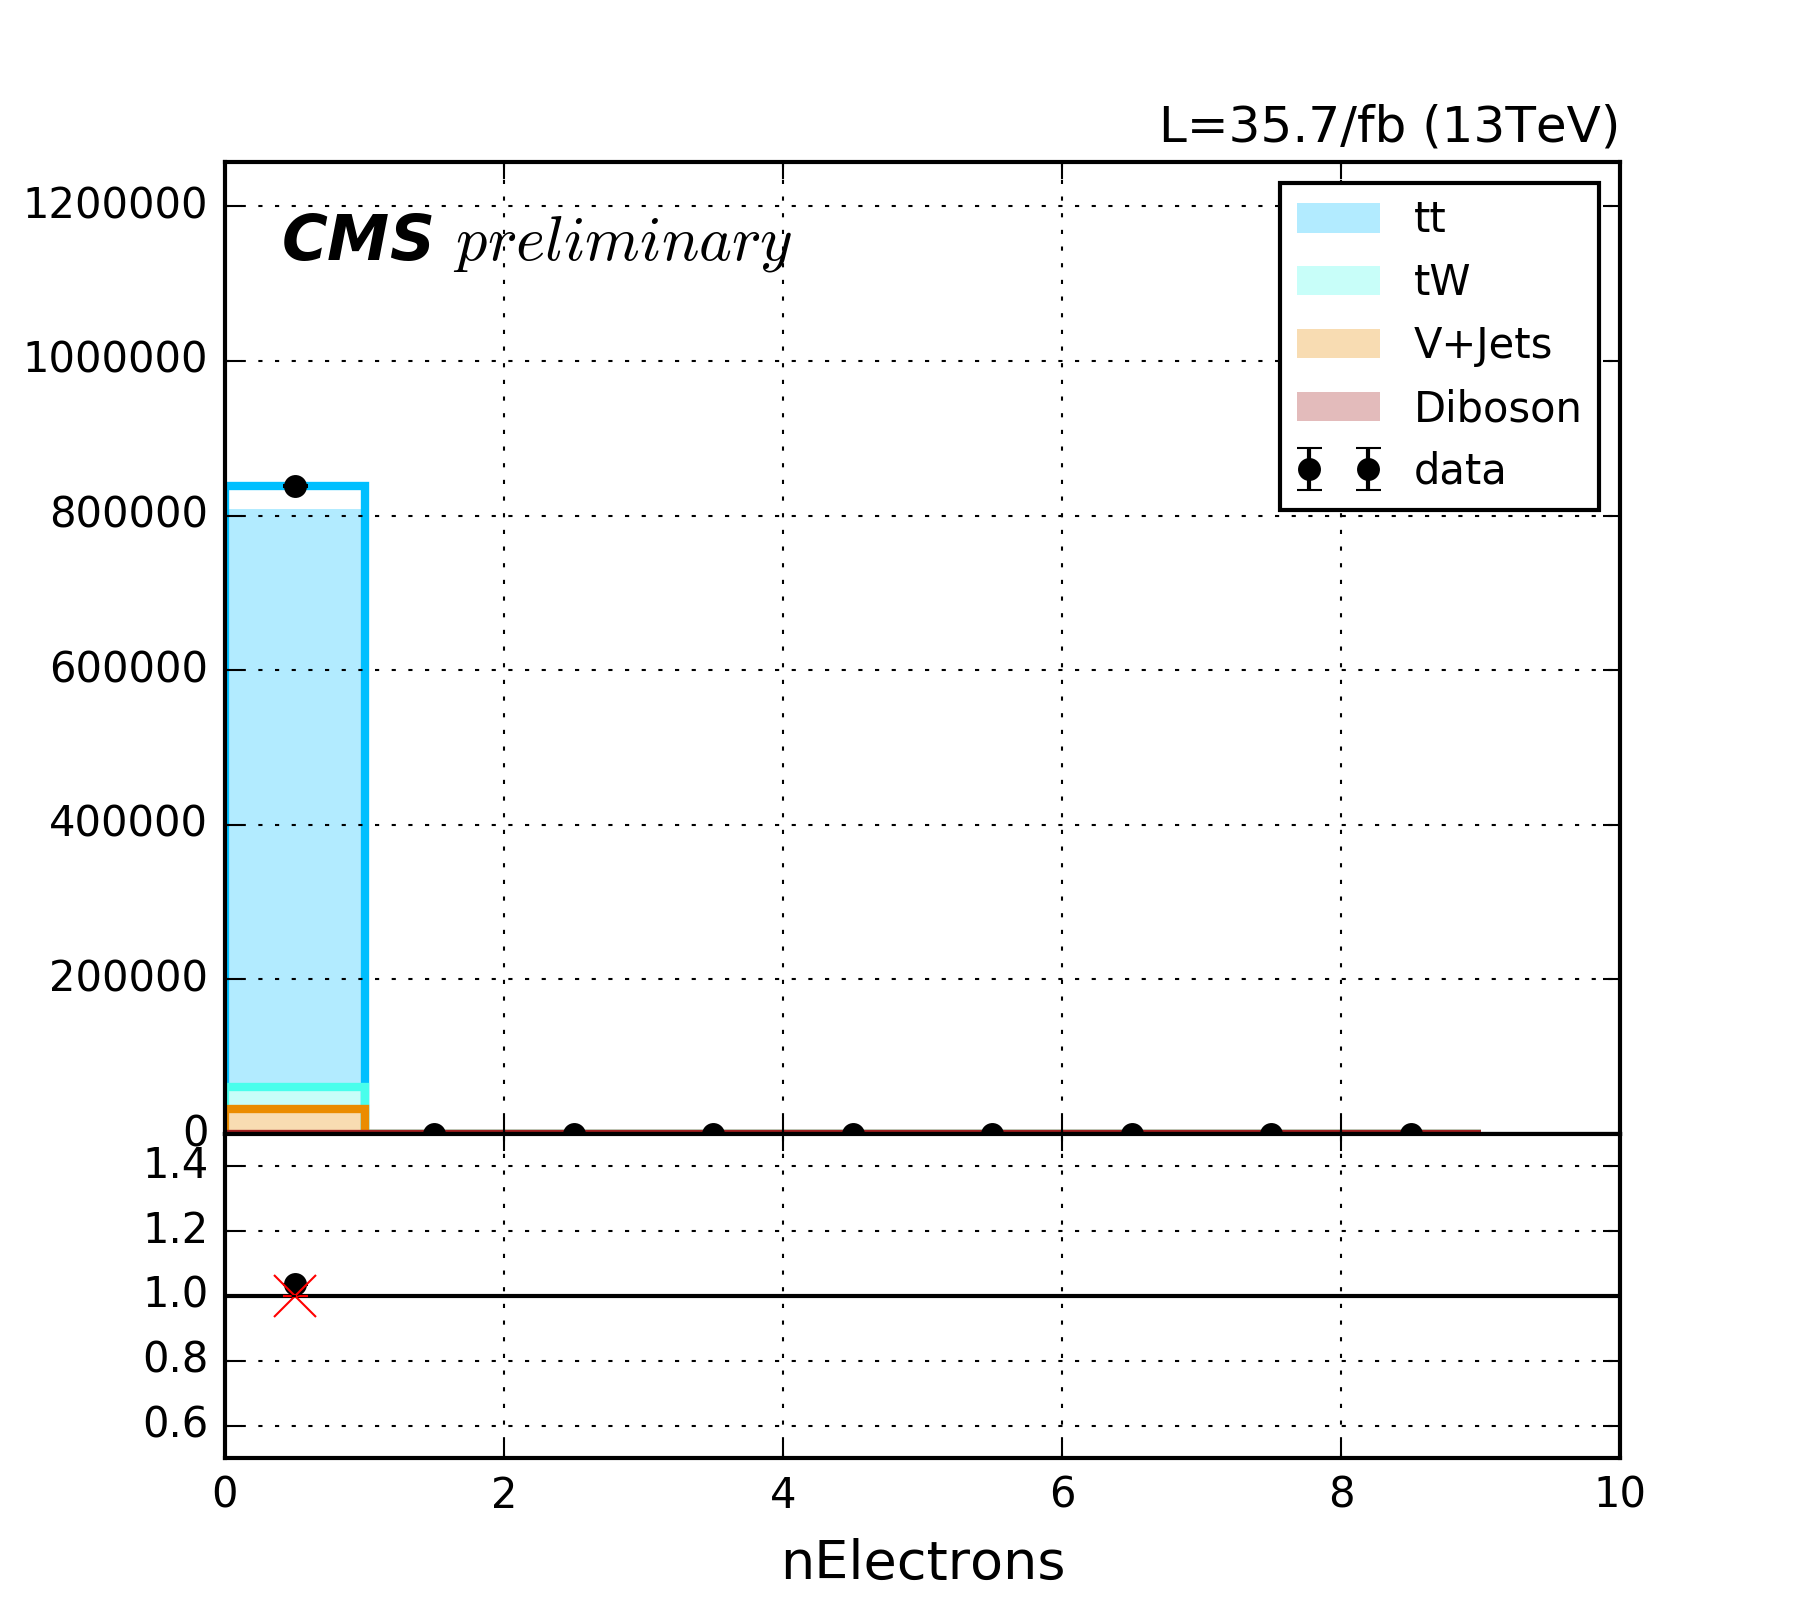 L=35.7/fb (13TeV)
CMS preliminary
1200000
1000000
800000
600000
400000
200000
0
tt
tW
V+Jets
Diboson
data
1.4
1.2
1.0
0.8
0.6
0 2 4 6 8 10
nElectrons